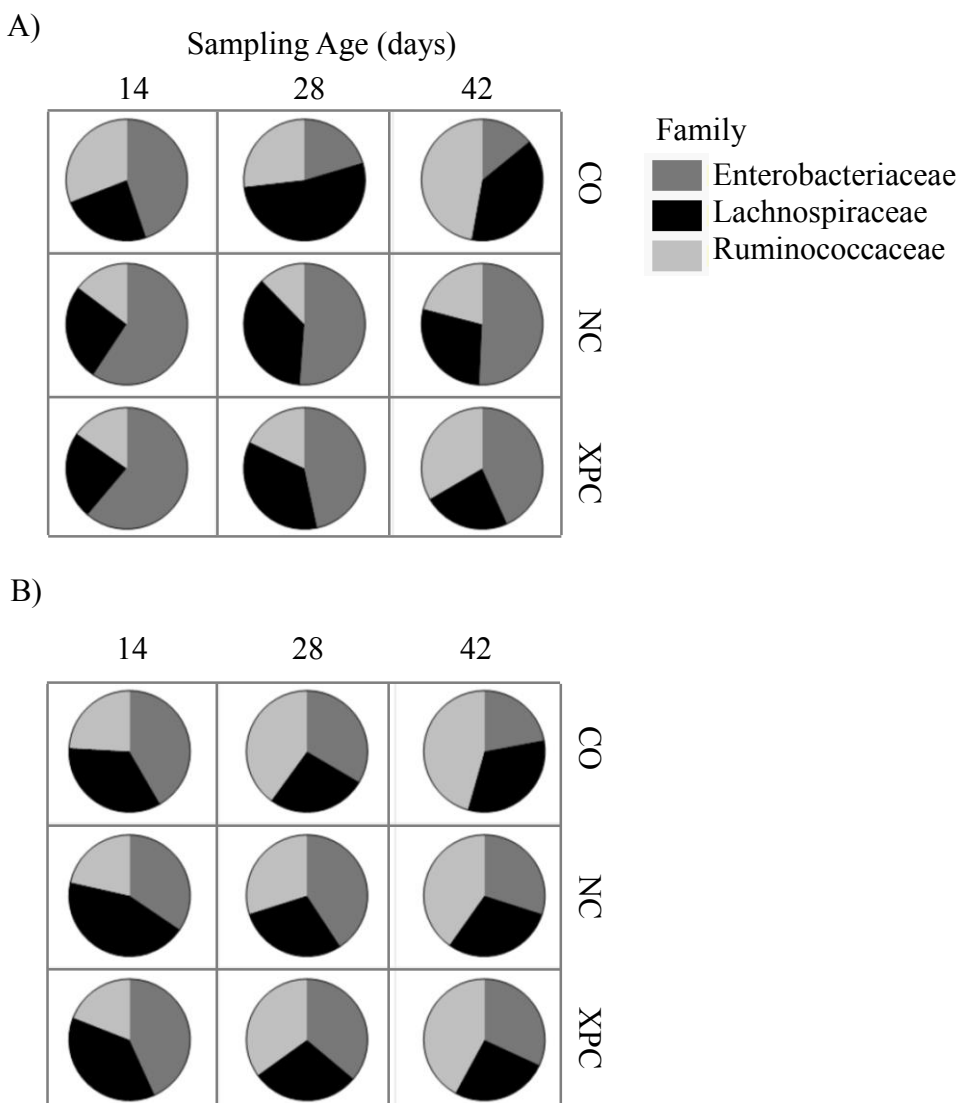 A)
Sampling Age (days)
14 28 42
Family
Enterobacteriaceae
Lachnospiraceae
Ruminococcaceae
CO
NC
XPC
B)
14 28 42
CO
NC
XPC